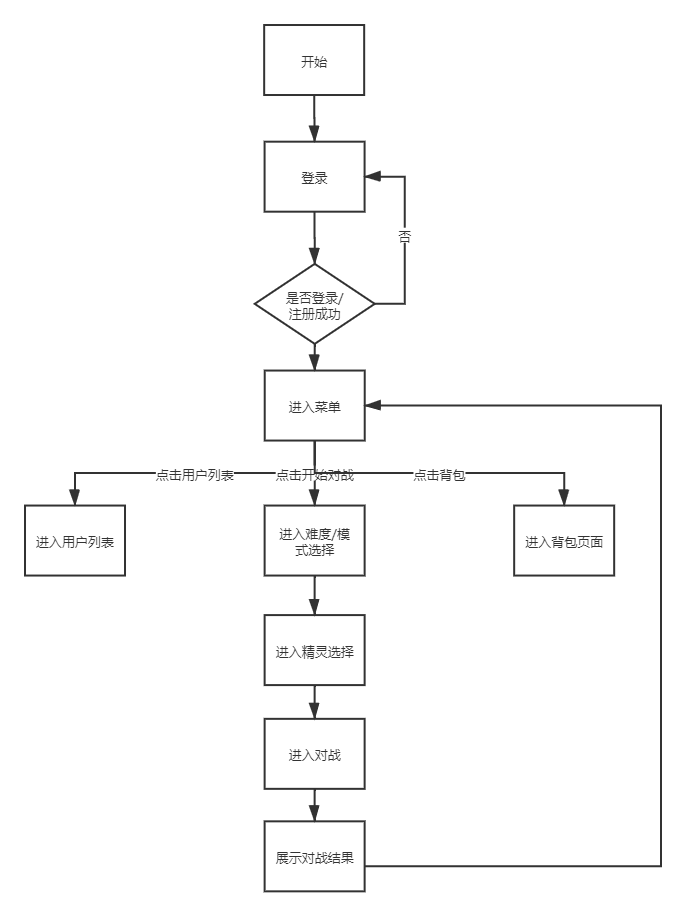 开始
登录
否
是否登录/
注册成功
进入菜单
点击用户列表
点击开始对战
点击背包
进入用户列表
进入难度/模
式选择
进入背包页面
进入精灵选择
进入对战
展示对战结果